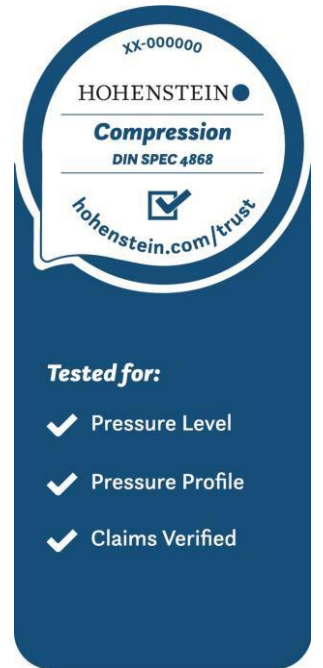 XX-000000
HOHENSTEIN
Compression
DIN SPEC 4868
hohenstein.com/trust
Tested for:
Pressure Level
Pressure Profile
Claims Verified